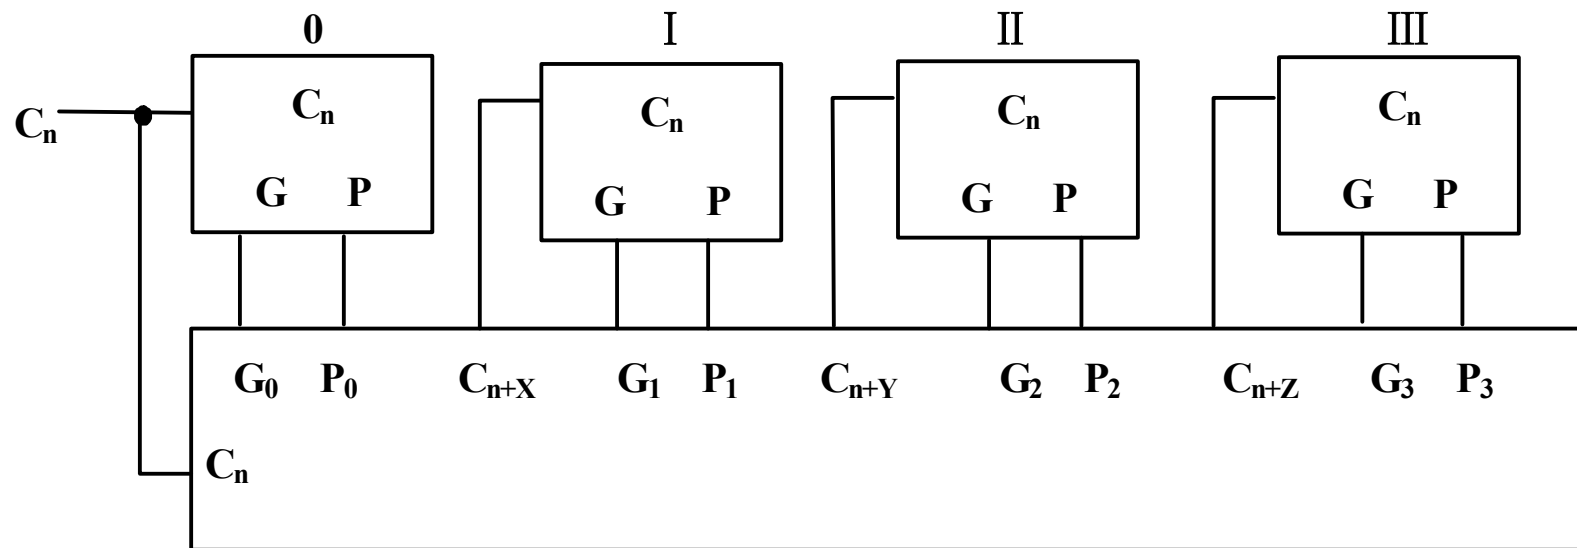 0 Ⅰ Ⅱ Ⅲ
Cn Cn Cn Cn Cn
G P G P G P G P
G0 P0 Cn+X G1 P1 Cn+Y G2 P2 Cn+Z G3 P3
Cn